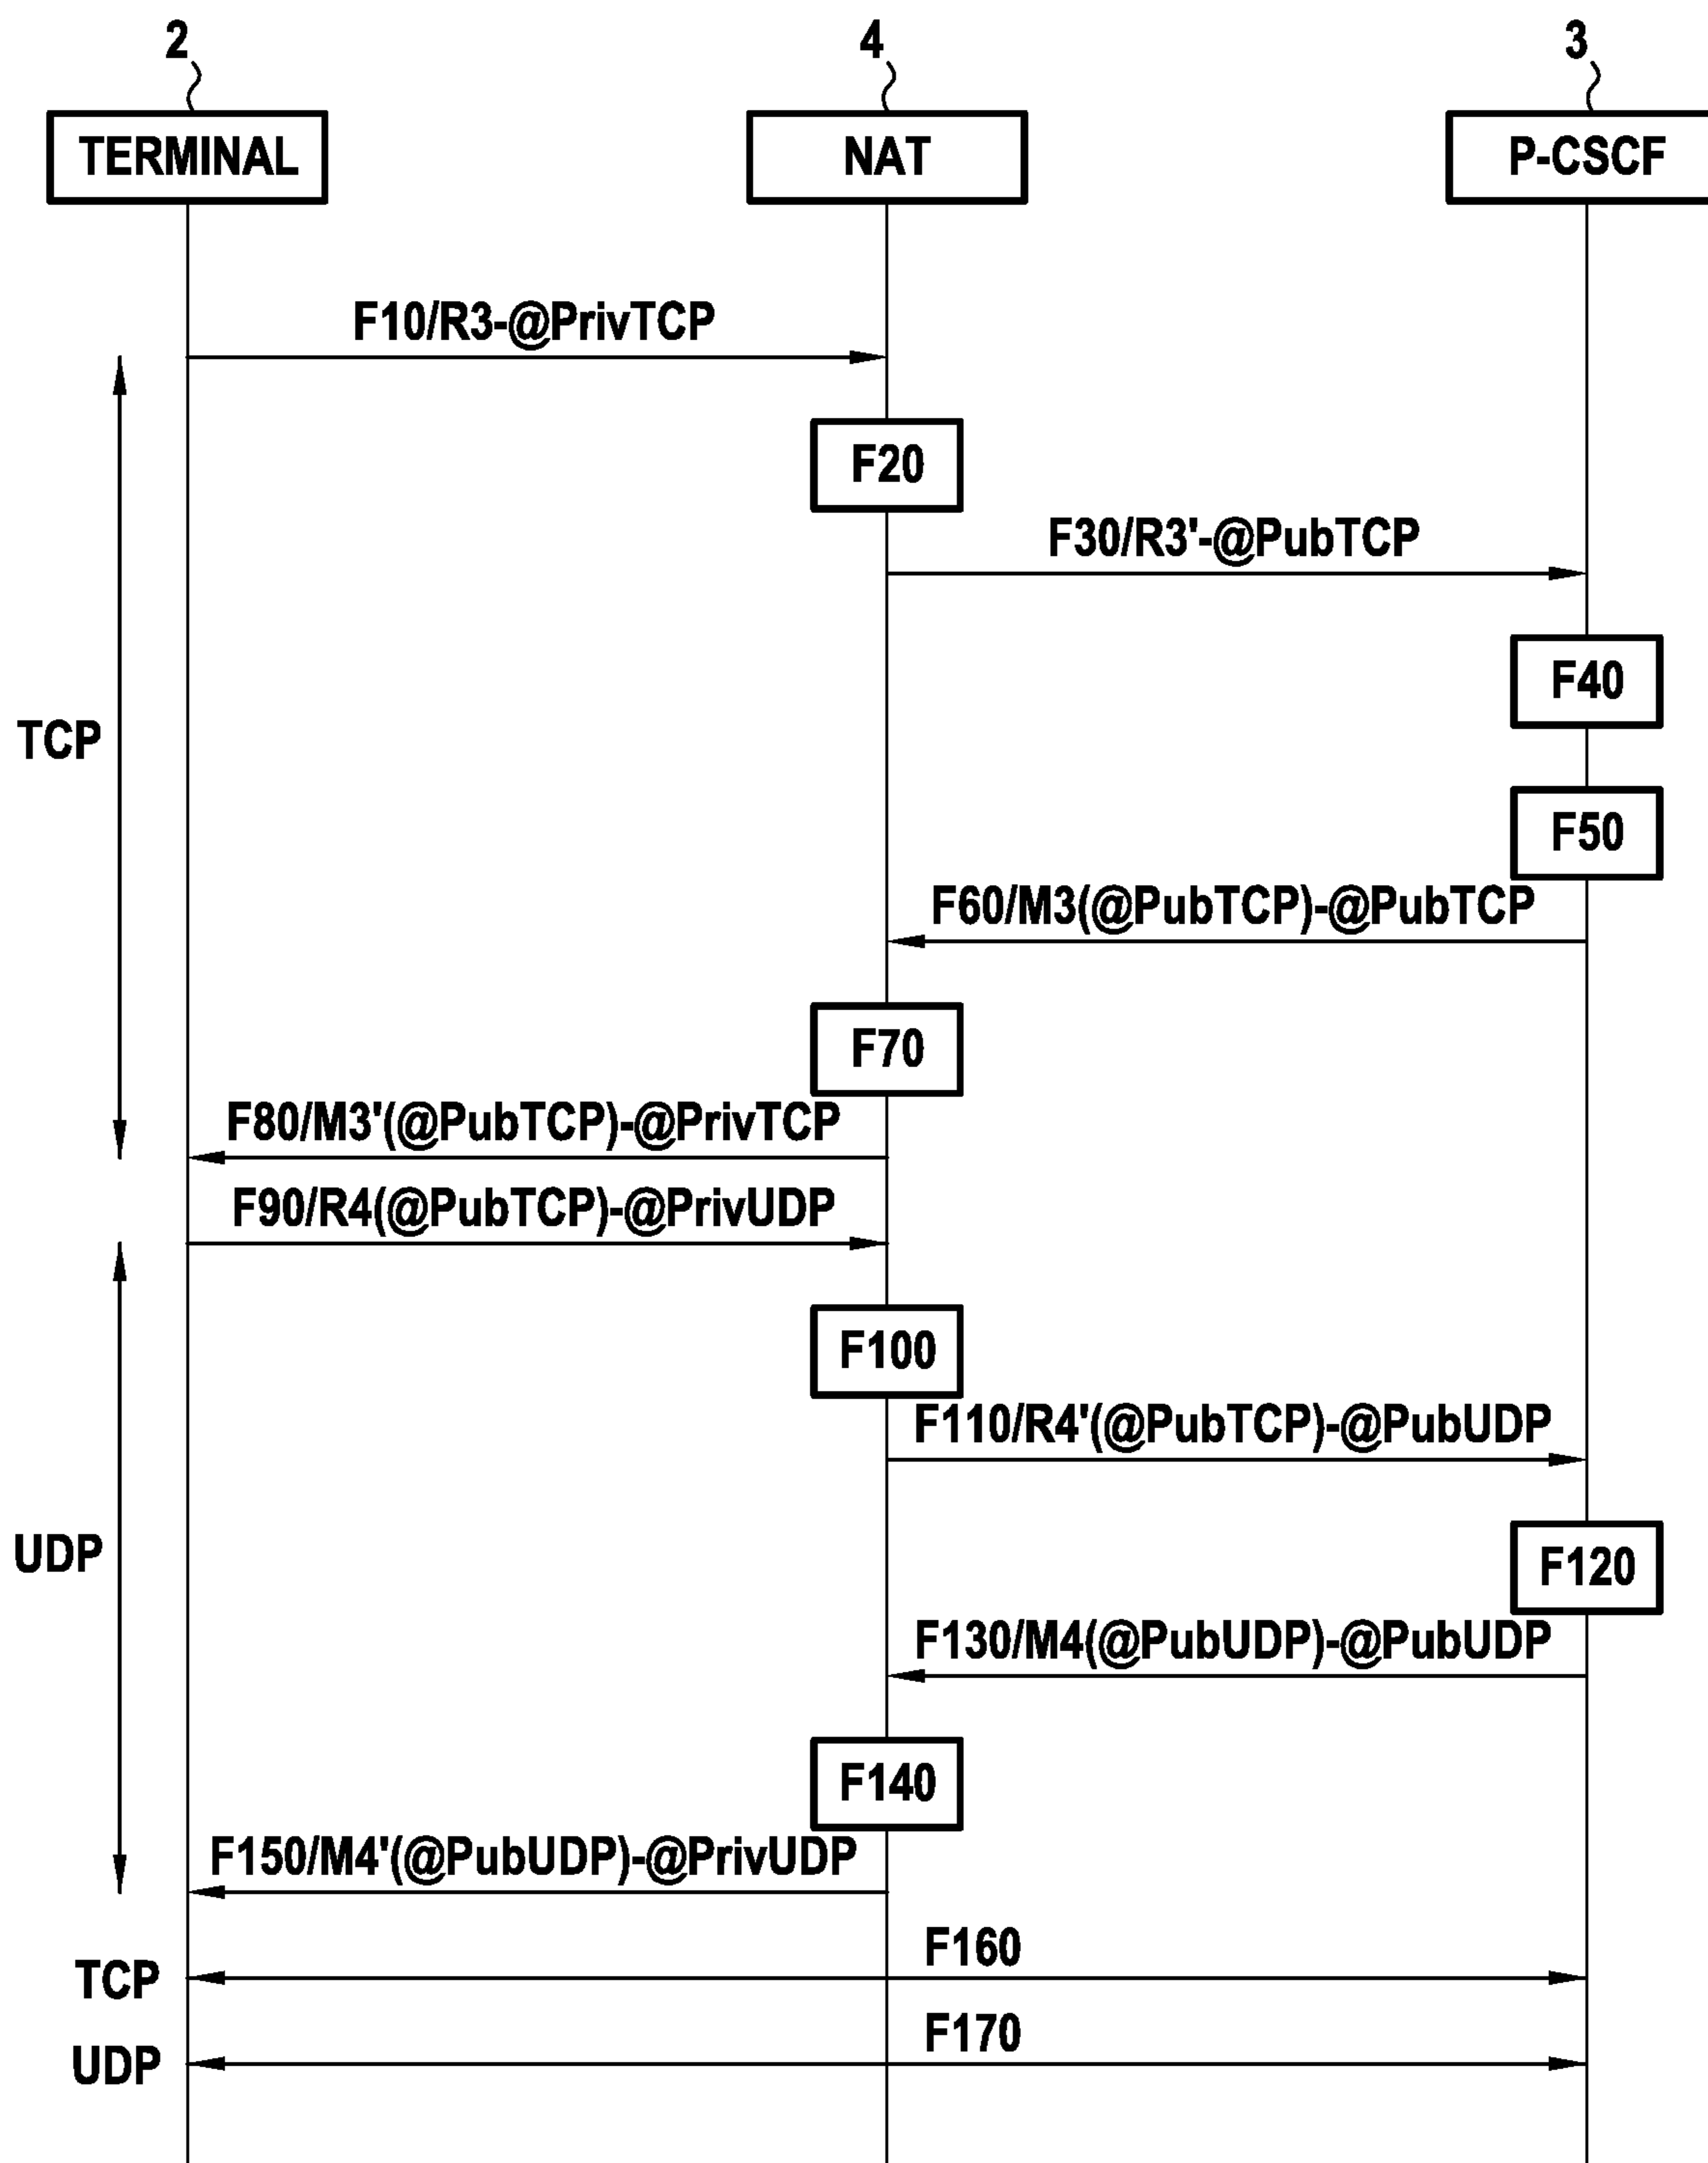 2 4 3
TERMINAL NAT P-CSCF
F10/R3-@PrivTCP
F20
F30/R3'-@PubTCP
F40
TCP
F50
F60/M3(@PubTCP)-@PubTCP
F70
F80/M3'(@PubTCP)-@PrivTCP
F90/R4(@PubTCP)-@PrivUDP
F100
F110/R4'(@PubTCP)-@PubUDP
UDP
F120
F130/M4(@PubUDP)-@PubUDP
F140
F150/M4'(@PubUDP)-@PrivUDP
F160
TCP
F170
UDP